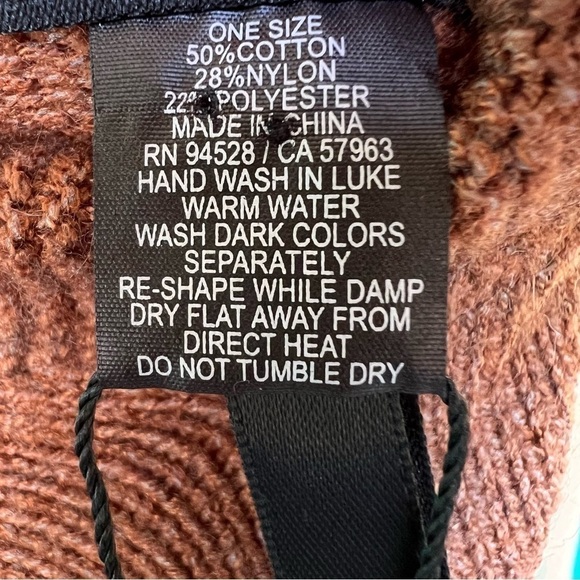 ONE SIZE
50%COTTON
28%NYLON
22% POLYESTER
MADE IN CHINA
RN 94528 / CA 57963
HAND WASH IN LUKE
WARM WATER
WASH DARK COLORS
SEPARATELY
RE-SHAPE WHILE DAMP
DRY FLAT AWAY FROM
DIRECT HEAT
DO NOT TUMBLE DRY